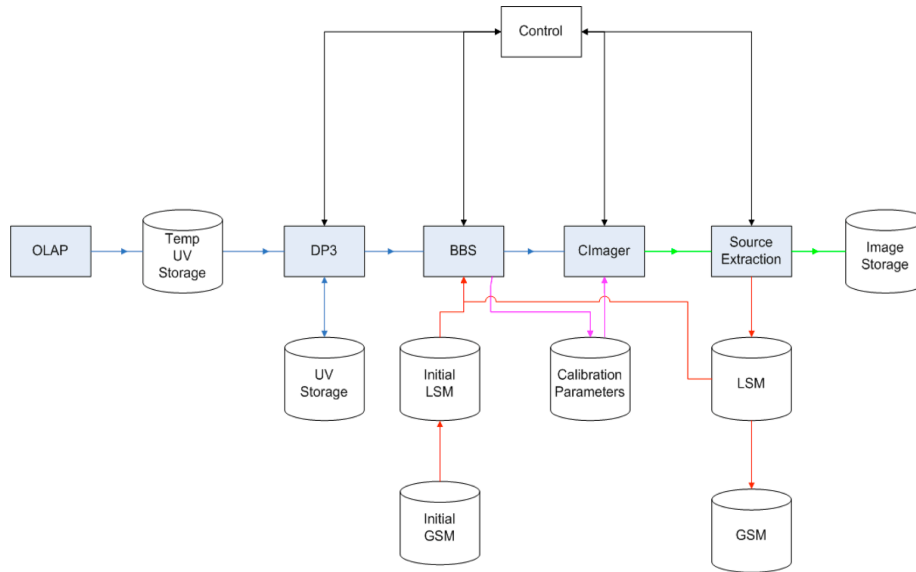 Control
OLAP
Temp
UV
Storage
DP3
BBS
CImager
Source
Extraction
Image
Storage
UV
Storage
Initial
LSM
Calibration
Parameters
LSM
Initial
GSM
GSM